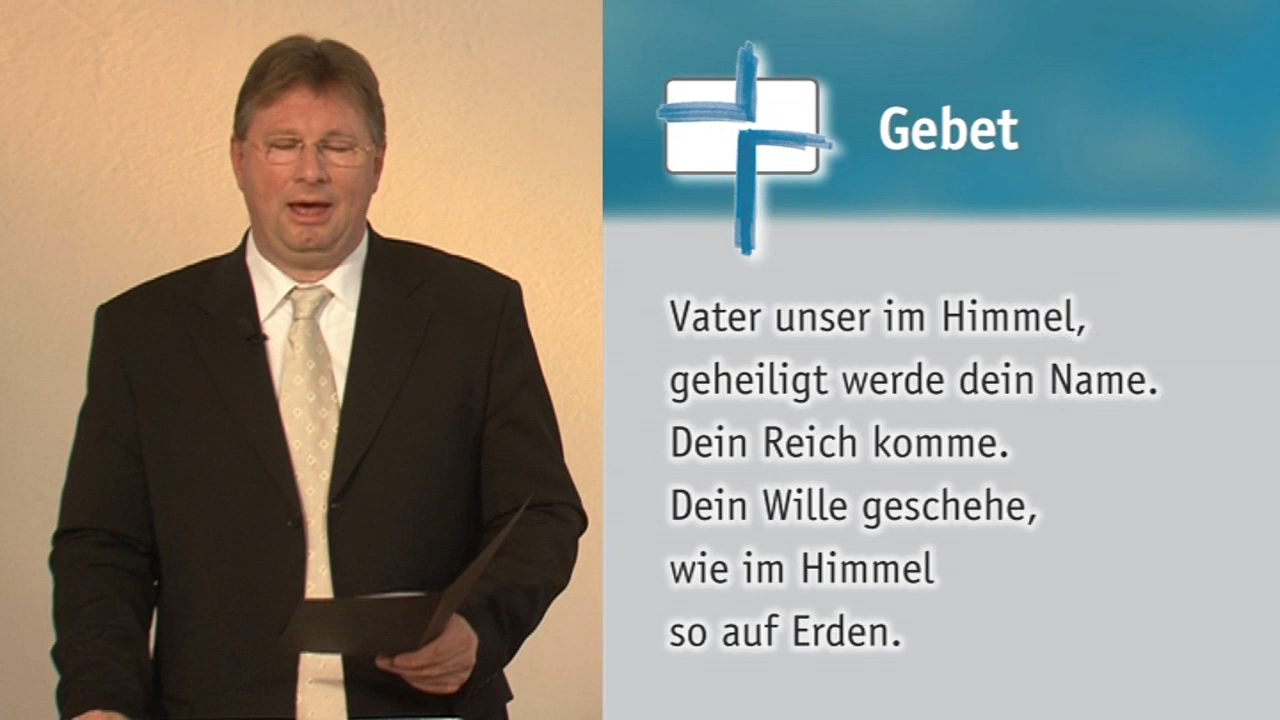 Gebet
Vater unser im Himmel,
geheiligt werde dein Name.
Dein Reich komme.
Dein Wille geschehe,
wie im Himmel
so auf Erden.